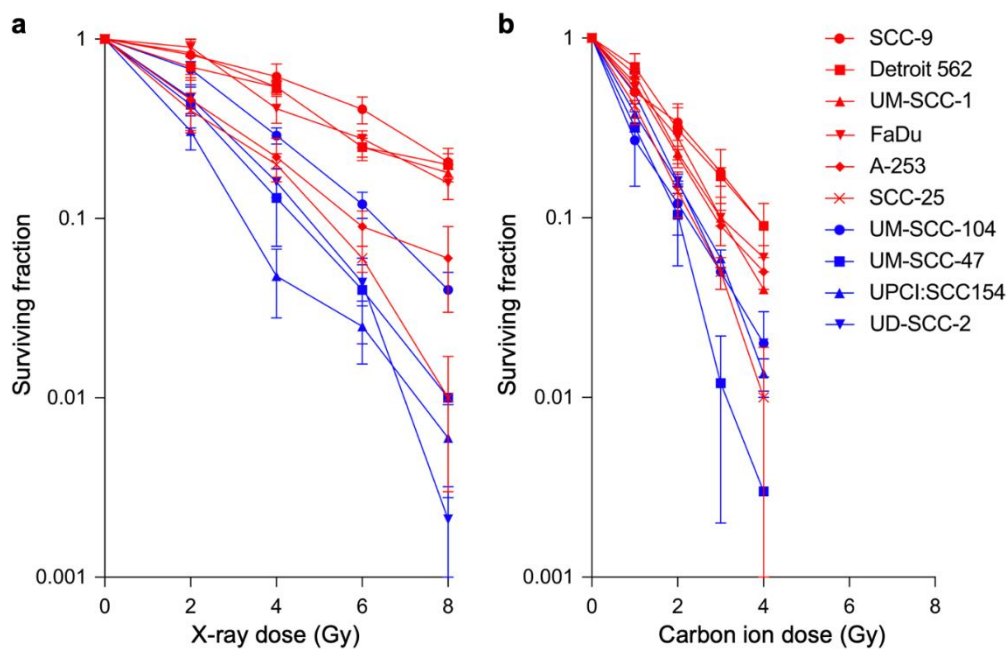 a
1
0.1
0.01
0.001
Surviving fraction
0 2 4 6 8
X-ray dose (Gy)
b
1
0.1
0.01
0.001
Surviving fraction
0 2 4 6 8
Carbon ion dose (Gy)
SCC-9
Detroit 562
UM-SCC-1
FaDu
A-253
SCC-25
UM-SCC-104
UM-SCC-47
UPCI:SCC154
UD-SCC-2